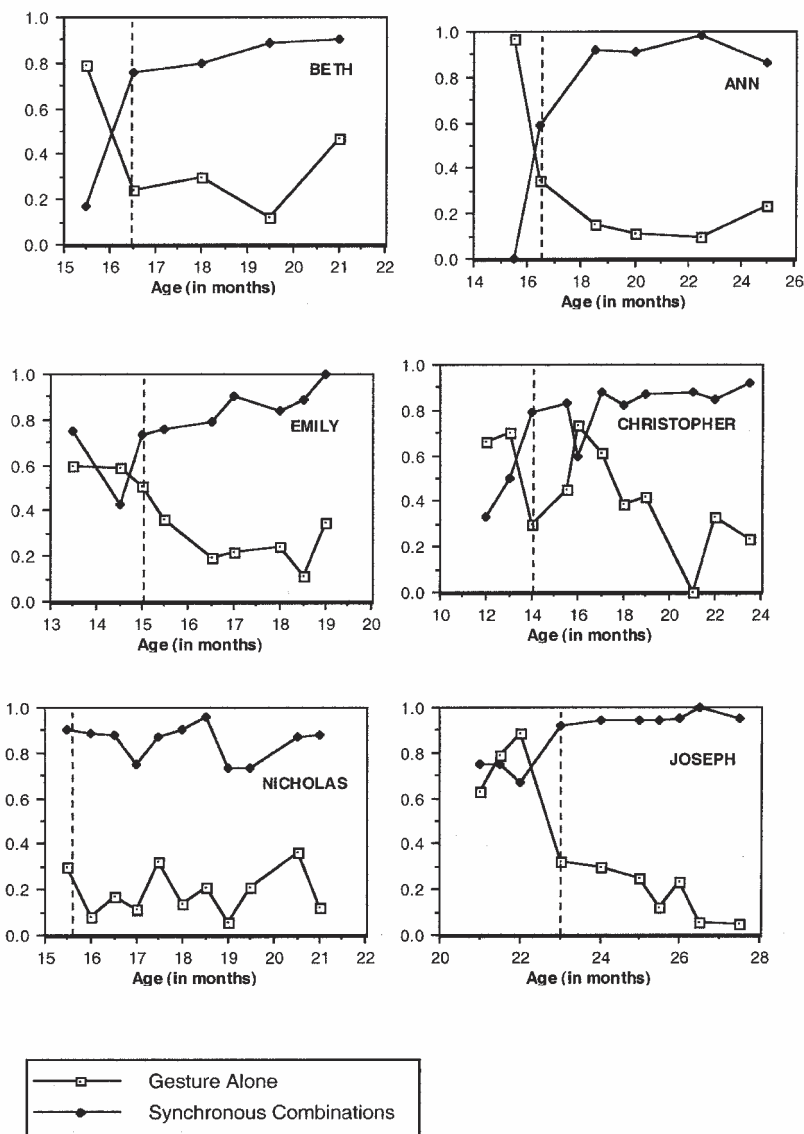 1.0
0.8
0.6
0.4
0.2
0.0
BETH
15 16 17 18 19 20 21 22
Age (in months)
1.0
0.8
0.6
0.4
0.2
0.0
ANN
14 16 18 20 22 24 26
Age (in months)
1.0
0.8
0.6
0.4
0.2
0.0
EMILY
13 14 15 16 17 18 19 20
Age (in months)
1.0
0.8
0.6
0.4
0.2
0.0
CHRISTOPHER
10 12 14 16 18 20 22 24
Age (in months)
1.0
0.8
0.6
0.4
0.2
0.0
NICHOLAS
15 16 17 18 19 20 21 22
Age (in months)
1.0
0.8
0.6
0.4
0.2
0.0
JOSEPH
20 22 24 26 28
Age (in months)
Gesture Alone
Synchronous Combinations